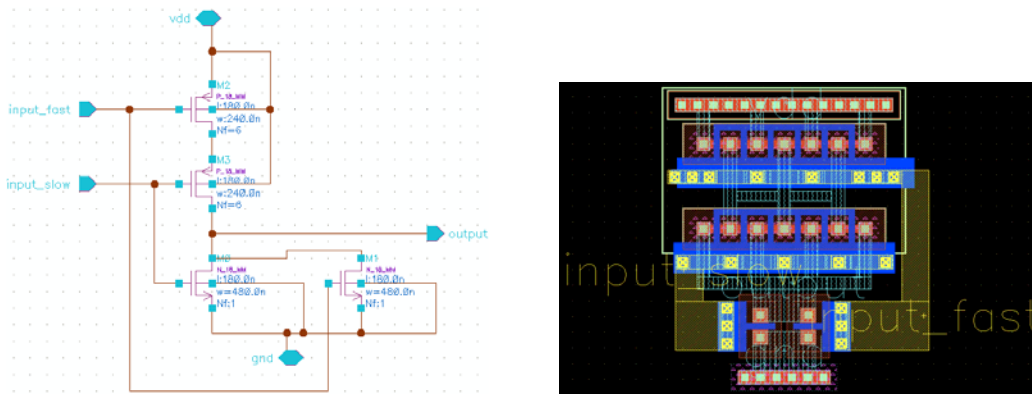 vdd
M2
P_18_MM
l:180.0n
w:240.0n
Nf=6
input_fast
M3
P_18_MM
l:180.0n
w:240.0n
Nf=6
input_slow
output
M0
N_18_MM
l:180.0n
w=480.0n
Nf:1
M1
N_18_MM
l:180.0n
w=480.0n
Nf:1
gnd
input_slow
output
input_fast